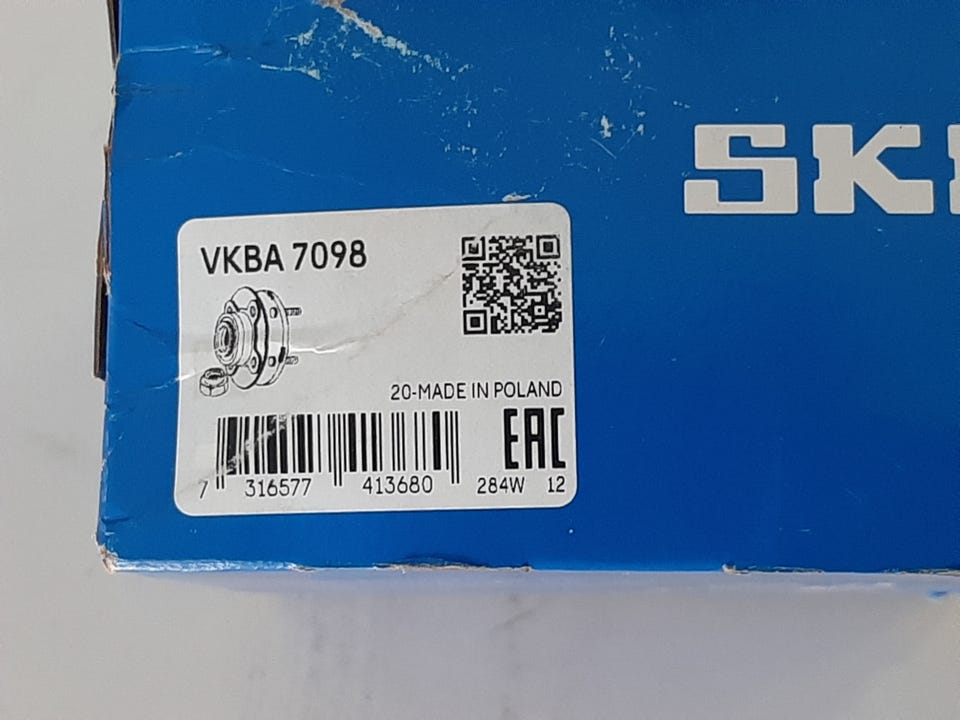 SK
VKBA 7098
20-MADE IN POLAND
EAC
7 316577 413680 284W 12